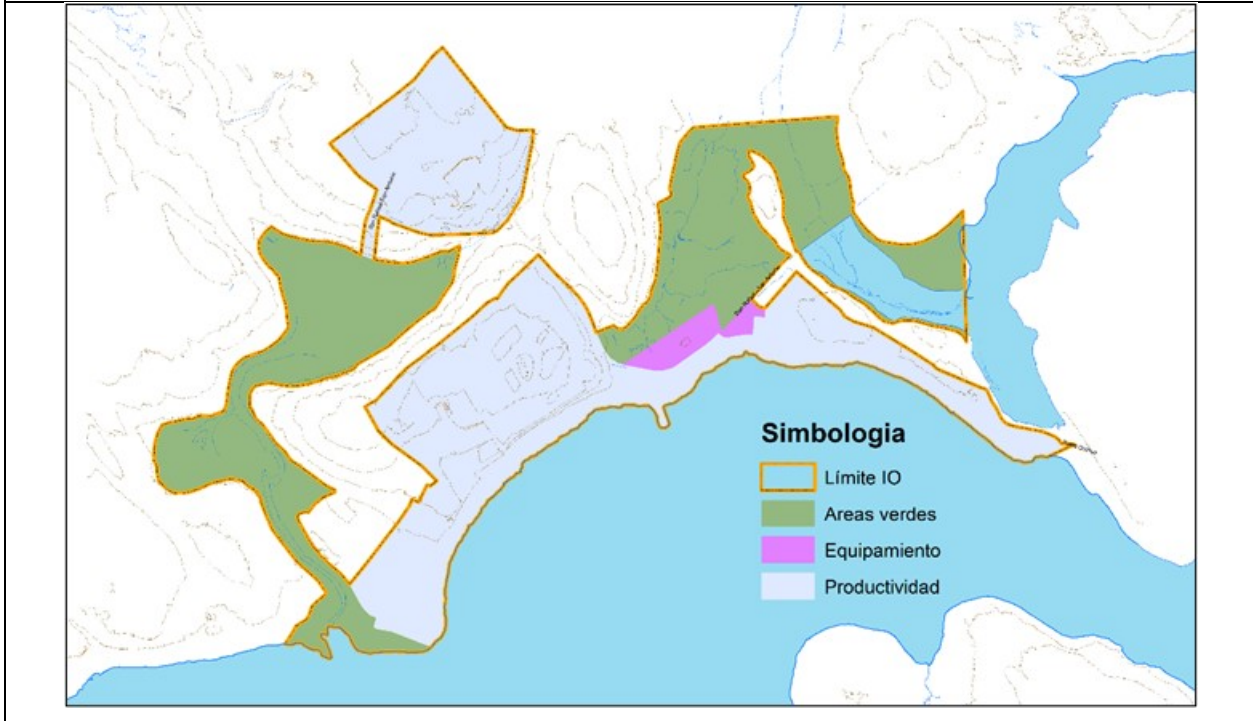 Simbologia
Límite IO
Areas verdes
Equipamiento
Productividad